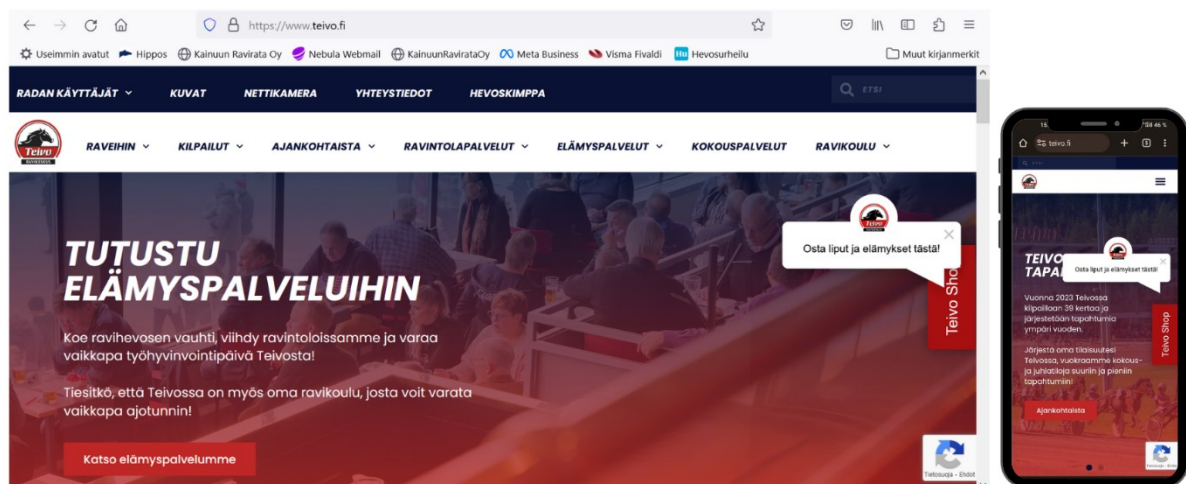 https://www.teivo.fi
Useimmin avatut Hippos Kainuun Ravirata Oy Nebula Webmail KainuunRavirataOy Meta Business Visma Fivaldi Hu Hevosurheilu Muut kirjanmerkit
RADAN KÄYTTÄJÄT KUVAT NETTIKAMERA YHTEYSTIEDOT HEVOSKIMPPA ETSI
TEIVO RAVEIHIN KILPAILUT AJANKOHTAISTA RAVINTOLAPALVELUT ELÄMYSPALVELUT KOKOUSPALVELUT RAVIKOULU
Osta liput ja elämykset tästä!
Teivo Shop
TUTUSTU
ELÄMYSPALVELUIHIN
Koe ravihevosen vauhti, viihdy ravintoloissamme ja varaa
vaikkapa työhyvinvointipäivä Teivosta!
Tiesitkö, että Teivossa on myös oma ravikoulu, josta voit varata
vaikkapa ajotunnin!
Katso elämyspalvelumme
Tietosuoja - Ehdot
46 %
teivo.fi
TEIVO
TAPA
Osta liput ja elämykset tästä!
Vuonna 2023 Teivossa
kilpaillaan 39 kertaa ja
järjestetään tapahtumia
ympäri vuoden.
Teivo Shop
Järjestä oma tilaisuutesi
Teivossa, vuokraamme kokous-
ja juhlatiloja suuriin ja pieniin
tapahtumiin!
Ajankohtaista